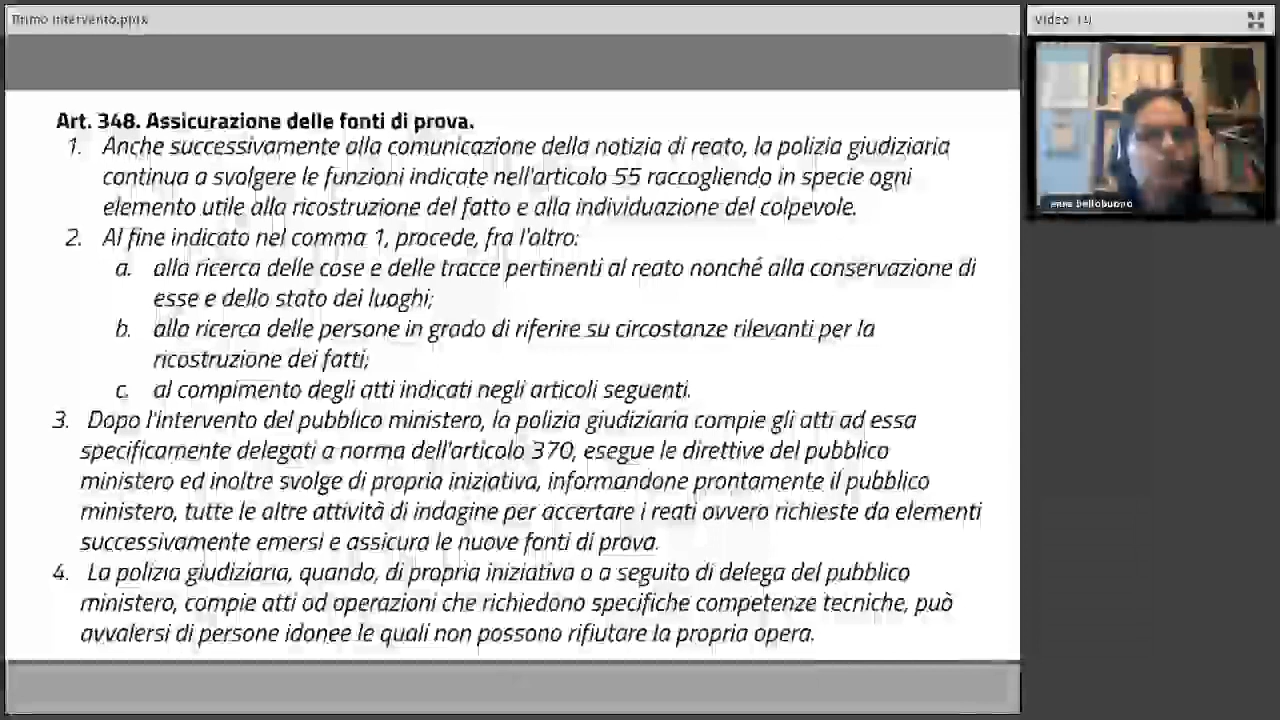 Primo intervento.pptx
Video
Art. 348. Assicurazione delle fonti di prova.
1. Anche successivamente alla comunicazione della notizia di reato, la polizia giudiziaria
continua a svolgere le funzioni indicate nell'articolo 55 raccogliendo in specie ogni
elemento utile alla ricostruzione del fatto e alla individuazione del colpevole.
2. Al fine indicato nel comma 1, procede, fra l'altro:
a. alla ricerca delle cose e delle tracce pertinenti al reato nonché alla conservazione di
esse e dello stato dei luoghi;
b. alla ricerca delle persone in grado di riferire su circostanze rilevanti per la
ricostruzione dei fatti;
c. al compimento degli atti indicati negli articoli seguenti.
3. Dopo l'intervento del pubblico ministero, la polizia giudiziaria compie gli atti ad essa
specificamente delegati a norma dell'articolo 370, esegue le direttive del pubblico
ministero ed inoltre svolge di propria iniziativa, informandone prontamente il pubblico
ministero, tutte le altre attività di indagine per accertare i reati ovvero richieste da elementi
successivamente emersi e assicura le nuove fonti di prova.
4. La polizia giudiziaria, quando, di propria iniziativa o a seguito di delega del pubblico
ministero, compie atti od operazioni che richiedono specifiche competenze tecniche, può
avvalersi di persone idonee le quali non possono rifiutare la propria opera.